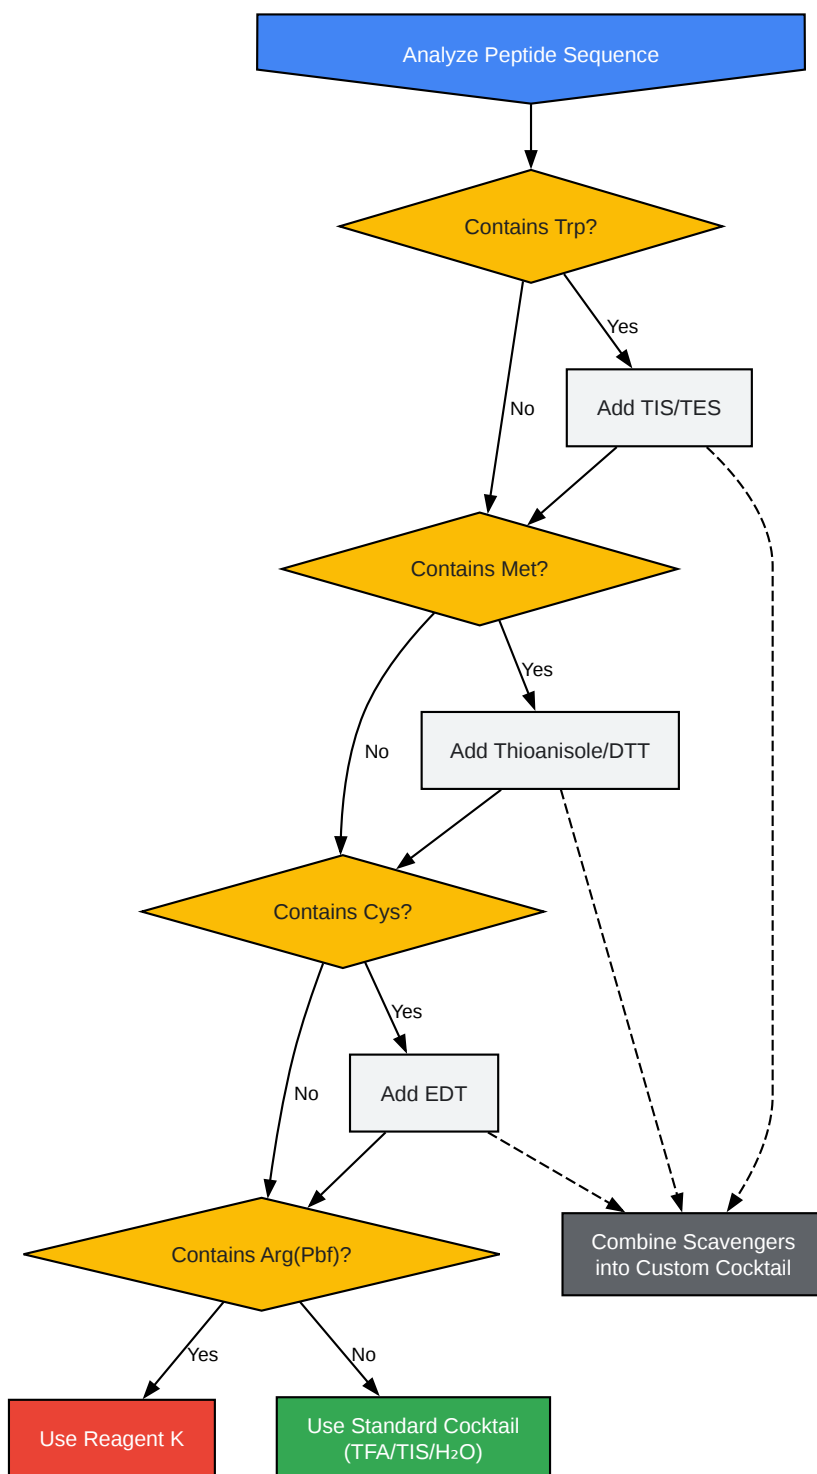 Analyze Peptide Sequence
Contains Trp?
Yes
No
Add TIS/TES
Contains Met?
Yes
No
Add Thioanisole/DTT
Contains Cys?
Yes
No
Add EDT
Combine Scavengers
into Custom Cocktail
Contains Arg(Pbf)?
Yes
No
Use Reagent K
Use Standard Cocktail
(TFA/TIS/H₂O)